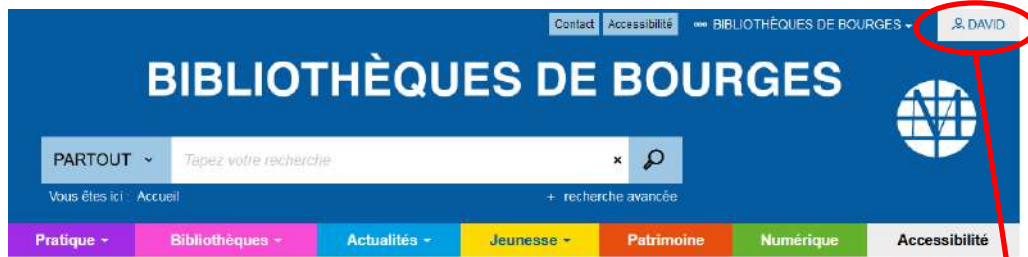 Contact Accessibilité BIBLIOTHÈQUES DE BOURGES DAVID
BIBLIOTHÈQUES DE BOURGES
PARTOUT Tapez votre recherche ×
Vous êtes ici : Accueil + recherche avancée
Pratique Bibliothèques Actualités Jeunesse Patrimoine Numérique Accessibilité